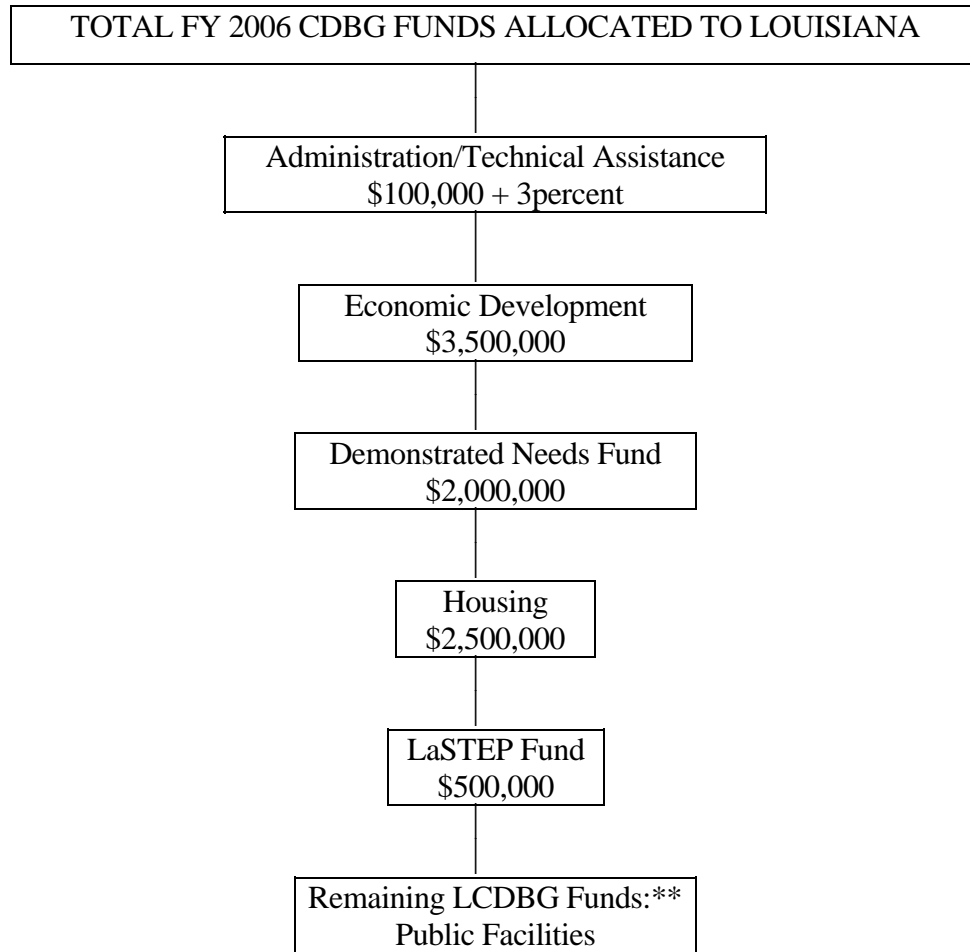 TOTAL FY 2006 CDBG FUNDS ALLOCATED TO LOUISIANA
Administration/Technical Assistance
$100,000 + 3percent
Economic Development
$3,500,000
Demonstrated Needs Fund
$2,000,000
Housing
$2,500,000
LaSTEP Fund
$500,000
Remaining LCDBG Funds:**
Public Facilities